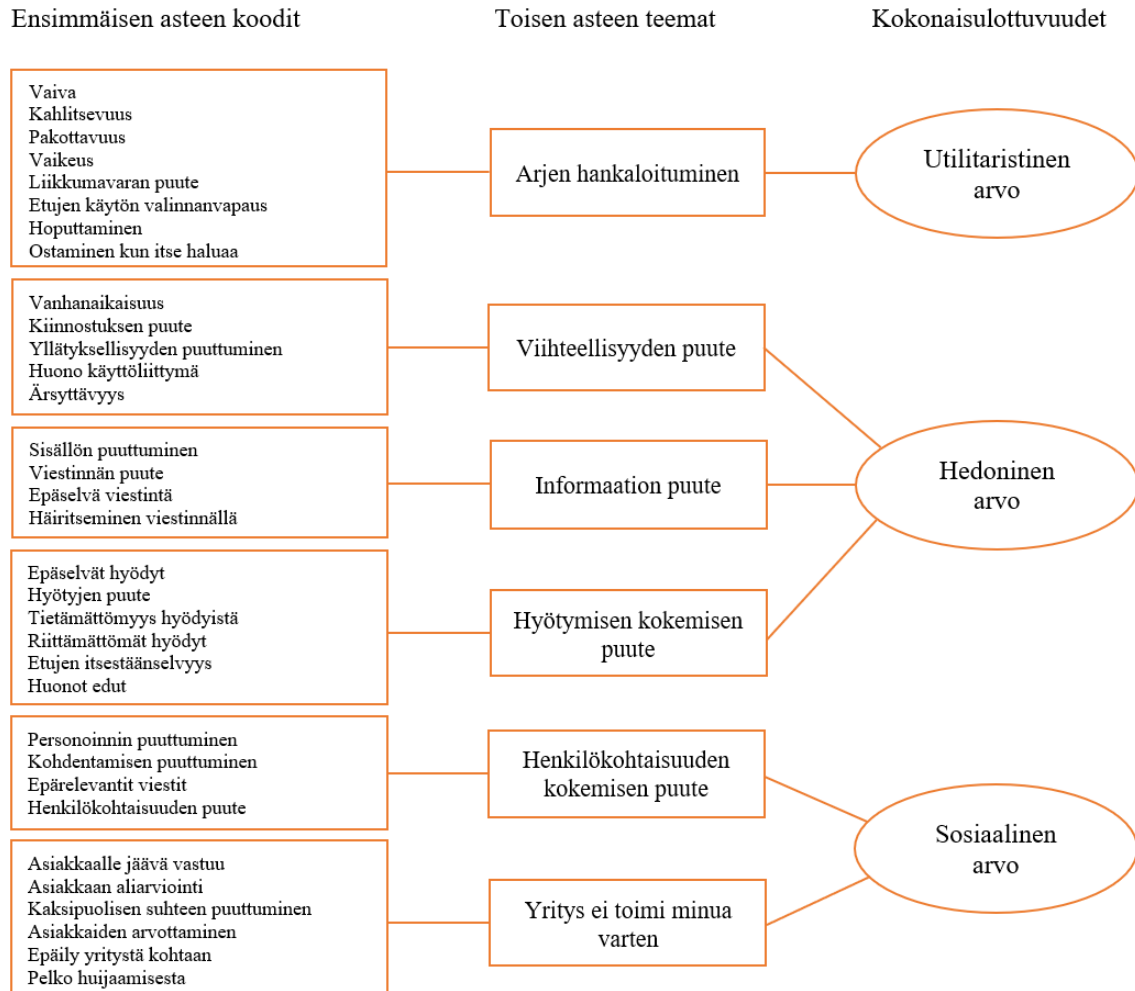 Ensimmäisen asteen koodit
Toisen asteen teemat
Kokonaisulottuvuudet
Vaiva
Kahlitsevuus
Pakottavuus
Vaikeus
Liikkumavaran puute
Etujen käytön valinnanvapaus
Hoputtaminen
Ostaminen kun itse haluaa
Arjen hankaloituminen
Utilitaristinen
arvo
Vanhanaikaisuus
Kiinnostuksen puute
Yllätyksellisyyden puuttuminen
Huono käyttöliittymä
Ärsyttävyys
Viihteellisyyden puute
Sisällön puuttuminen
Viestinnän puute
Epäselvä viestintä
Häiritseminen viestinnällä
Informaation puute
Hedoninen
arvo
Epäselvät hyödyt
Hyötyjen puute
Tietämättömyys hyödyistä
Riittämättömät hyödyt
Etujen itsestäänselvyys
Huonot edut
Hyötymisen kokemisen
puute
Personoinnin puuttuminen
Kohdentamisen puuttuminen
Epärelevantit viestit
Henkilökohtaisuuden puute
Henkilökohtaisuuden
kokemisen puute
Sosiaalinen
arvo
Asiakkaalle jäävä vastuu
Asiakkaan aliarviointi
Kaksipuolisen suhteen puuttuminen
Asiakkaiden arvottaminen
Epäily yritystä kohtaan
Pelko huijaamisesta
Yritys ei toimi minua
varten